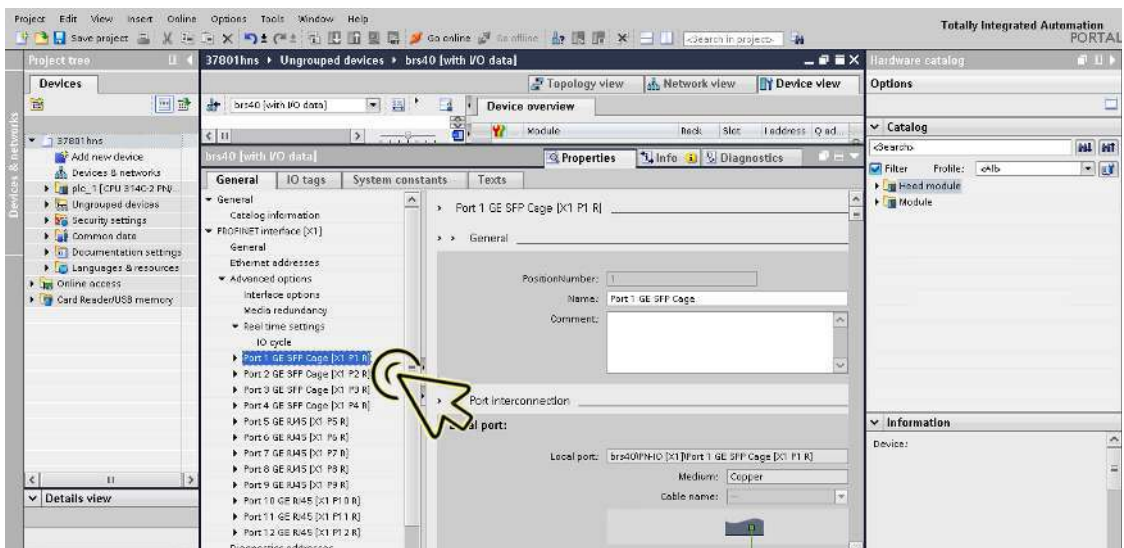 Project Edit View Insert Online Options Tools Window Help
Totally Integrated Automation
PORTAL
Save project
Go online
Go offline
<Search in project>
Project tree
37801hns ▸ Ungrouped devices ▸ brs40 [with I/O data]
Hardware catalog
Devices
Topology view
Network view
Device view
Options
brs40 [with I/O data]
Device overview
Module
Rack
Slot
I address
Q ad...
Catalog
<Search>
Filter
Profile:
<All>
Head module
Module
Devices & networks
37801hns
Add new device
Devices & networks
plc_1 [CPU 314C-2 PN/...
Ungrouped devices
Security settings
Common data
Documentation settings
Languages & resources
Online access
Card Reader/USB memory
Details view
brs40 [with I/O data]
Properties
Info
Diagnostics
General
IO tags
System constants
Texts
General
Catalog information
PROFINET interface [X1]
General
Ethernet addresses
Advanced options
Interface options
Media redundancy
Real time settings
IO cycle
Port 1 GE SFP Cage [X1 P1 R]
Port 2 GE SFP Cage [X1 P2 R]
Port 3 GE SFP Cage [X1 P3 R]
Port 4 GE SFP Cage [X1 P4 R]
Port 5 GE RJ45 [X1 P5 R]
Port 6 GE RJ45 [X1 P6 R]
Port 7 GE RJ45 [X1 P7 R]
Port 8 GE RJ45 [X1 P8 R]
Port 9 GE RJ45 [X1 P9 R]
Port 10 GE RJ45 [X1 P10 R]
Port 11 GE RJ45 [X1 P11 R]
Port 12 GE RJ45 [X1 P12 R]
Diagnostics addresses
Port 1 GE SFP Cage [X1 P1 R]
General
PositionNumber: 1
Name: Port 1 GE SFP Cage
Comment:
Port interconnection
port:
Local port: brs40\PN-IO [X1]\Port 1 GE SFP Cage [X1 P1 R]
Medium: Copper
Cable name: ---
Information
Device: